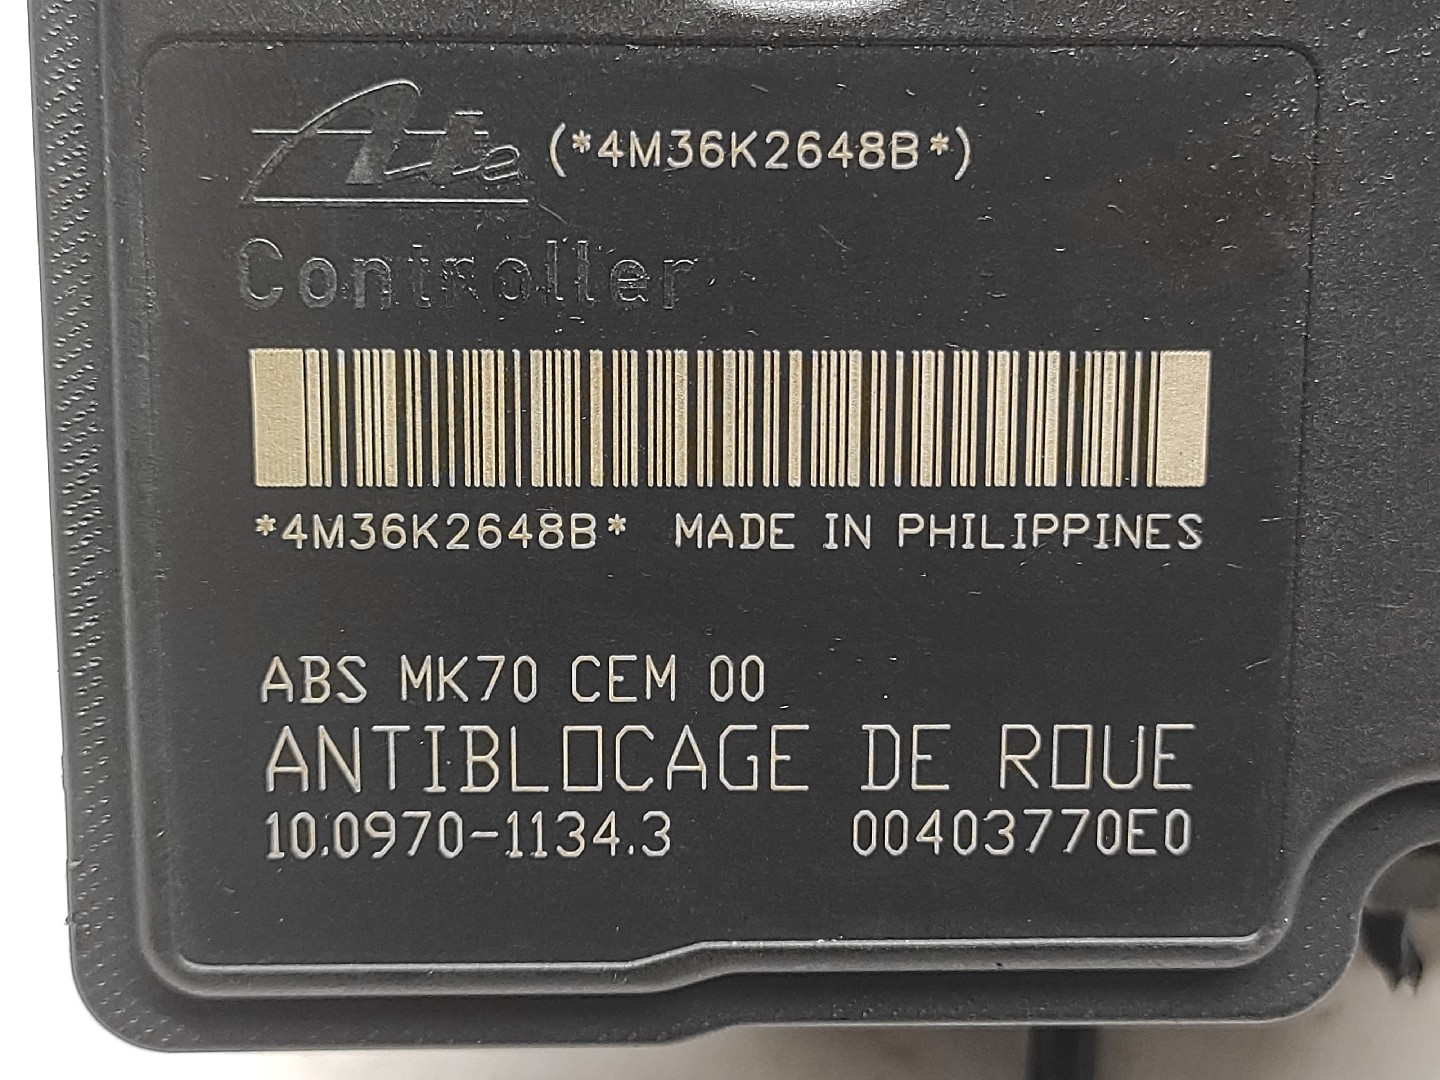 Ate (*4M36K2648B*)
Controller
*4M36K2648B* MADE IN PHILIPPINES
ABS MK70 CEM 00
ANTIBLOCAGE DE ROUE
10.0970-1134.3 00403770E0